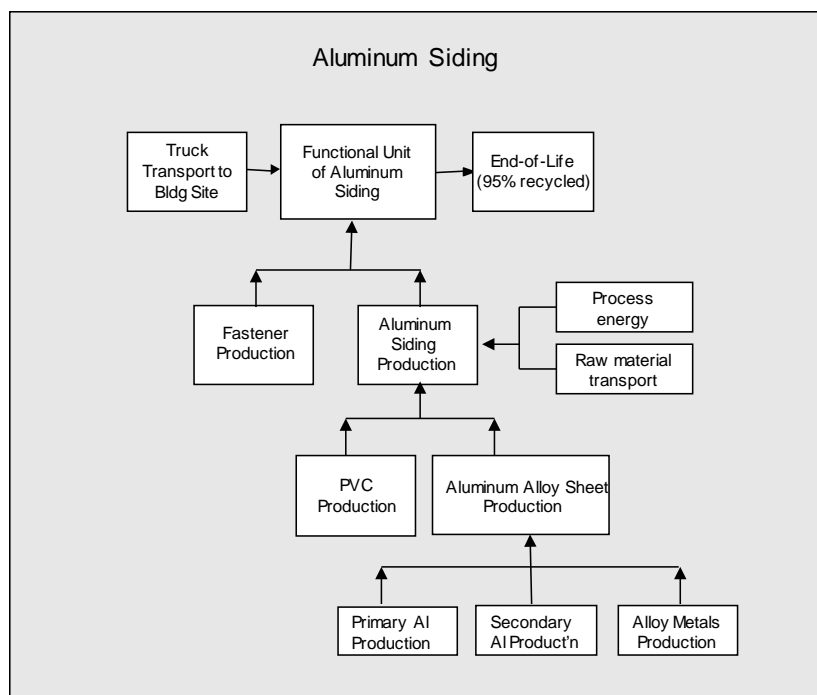 Aluminum Siding
Truck
Transport to
Bldg Site
Functional Unit
of Aluminum
Siding
End-of-Life
(95% recycled)
Fastener
Production
Aluminum
Siding
Production
Process
energy
Raw material
transport
PVC
Production
Aluminum Alloy Sheet
Production
Primary Al
Production
Secondary
Al Product'n
Alloy Metals
Production